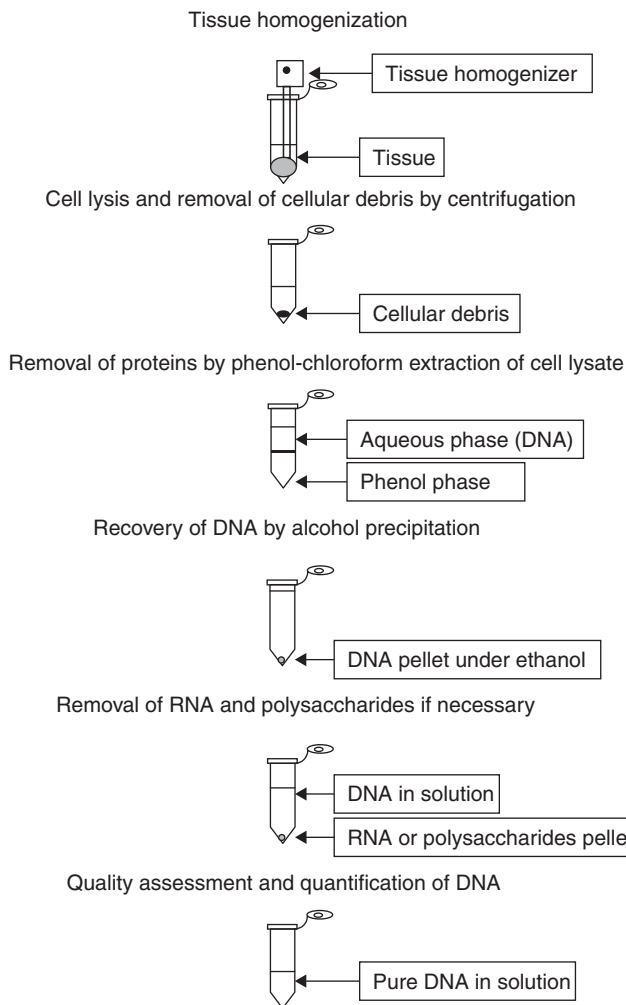 Tissue homogenization
Tissue homogenizer
Tissue
Cell lysis and removal of cellular debris by centrifugation
Cellular debris
Removal of proteins by phenol-chloroform extraction of cell lysate
Aqueous phase (DNA)
Phenol phase
Recovery of DNA by alcohol precipitation
DNA pellet under ethanol
Removal of RNA and polysaccharides if necessary
DNA in solution
RNA or polysaccharides pelle
Quality assessment and quantification of DNA
Pure DNA in solution